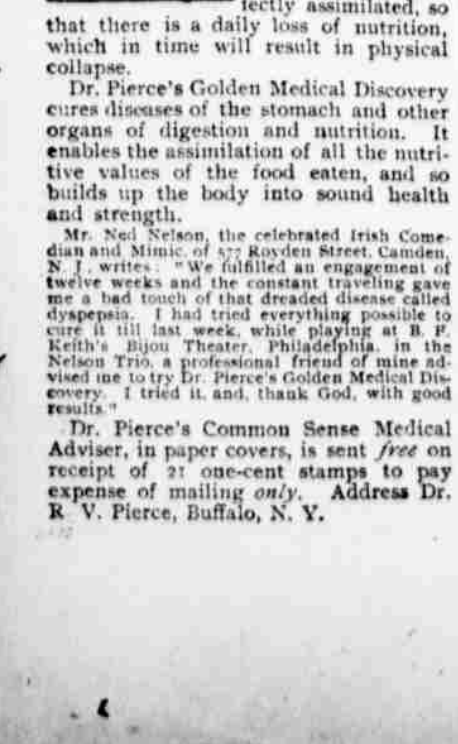 fectly assimilated, so
that there is a daily loss of nutrition,
which in time will result in physical
collapse.
Dr. Pierce's Golden Medical Discovery
cures diseases of the stomach and other
organs of digestion and nutrition. It
enables the assimilation of all the nutri-
tive values of the food eaten, and so
builds up the body into sound health
and strength.
Mr. Ned Nelson, the celebrated Irish Come-
dian and Mimic, of 577 Royden Street, Camden,
N. J., writes: "We fulfilled an engagement of
twelve weeks and the constant traveling gave
me a bad touch of that dreaded disease called
dyspepsia. I had tried everything possible to
cure it till last week, while playing at B. F.
Keith's Bijou Theater, Philadelphia, in the
Nelson Trio, a professional friend of mine ad-
vised me to try Dr. Pierce's Golden Medical Dis-
covery. I tried it, and, thank God, with good
results."
Dr. Pierce's Common Sense Medical
Adviser, in paper covers, is sent free on
receipt of 21 one-cent stamps to pay
expense of mailing only. Address Dr.
R V. Pierce, Buffalo, N. Y.